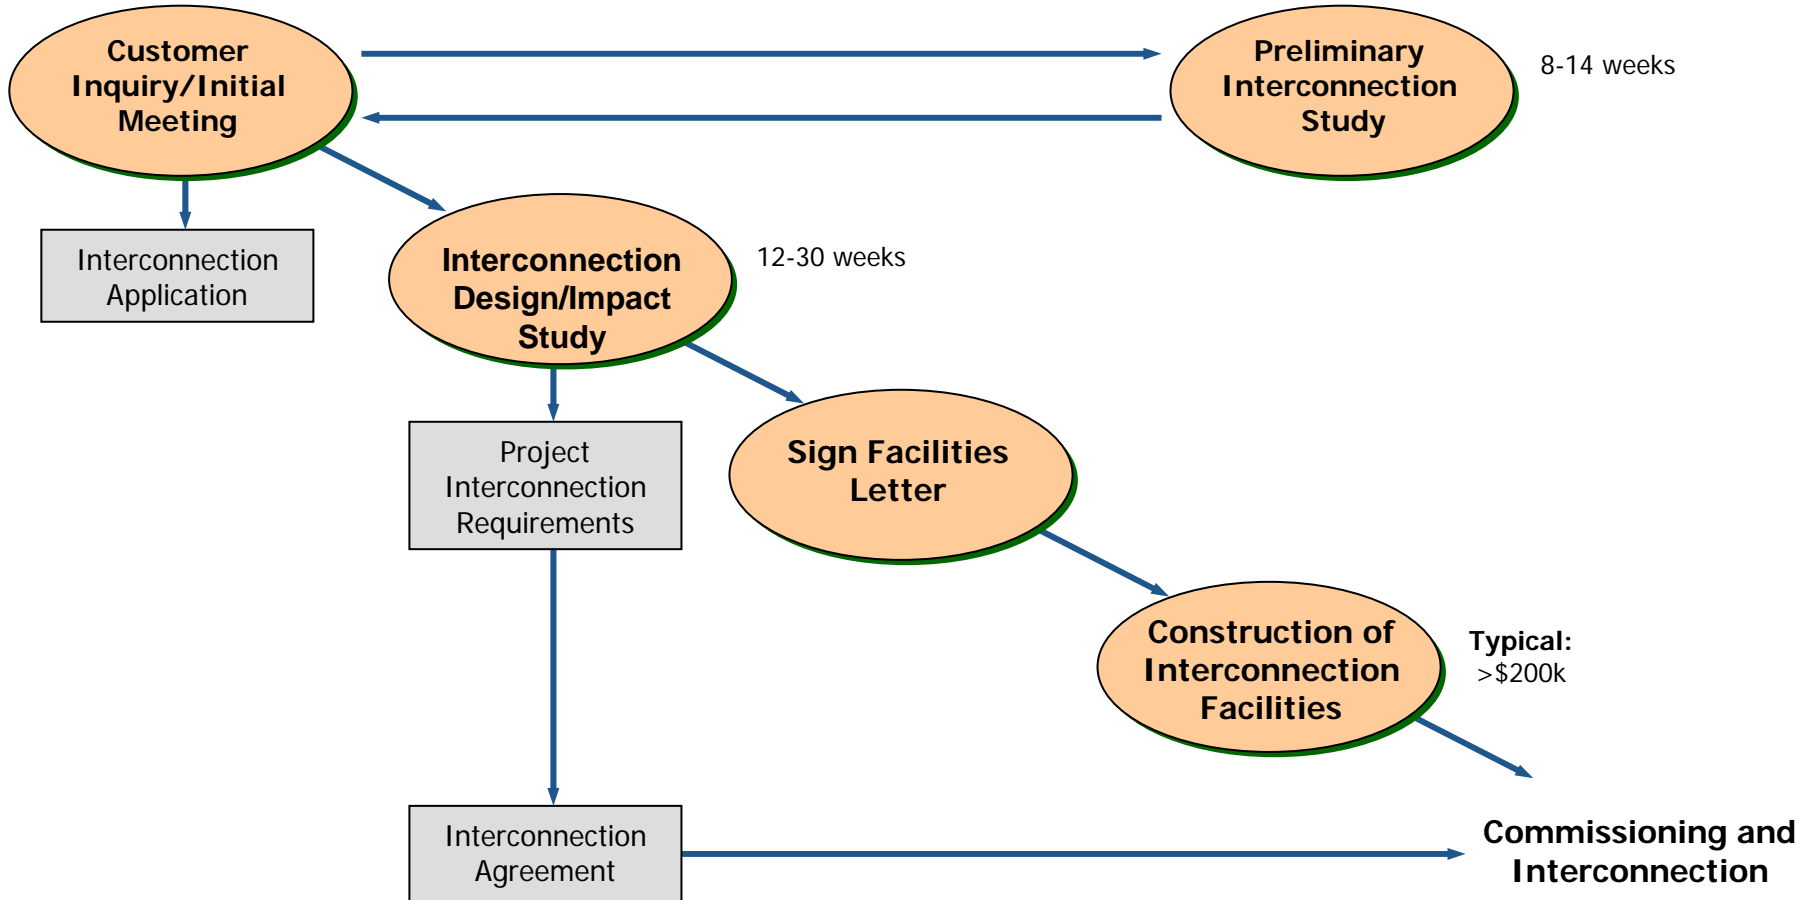 Customer
Inquiry/Initial
Meeting
Preliminary
Interconnection
Study
8-14 weeks
Interconnection
Application
Interconnection
Design/Impact
Study
12-30 weeks
Project
Interconnection
Requirements
Sign Facilities
Letter
Construction of
Interconnection
Facilities
Typical:
>$200k
Interconnection
Agreement
Commissioning and
Interconnection